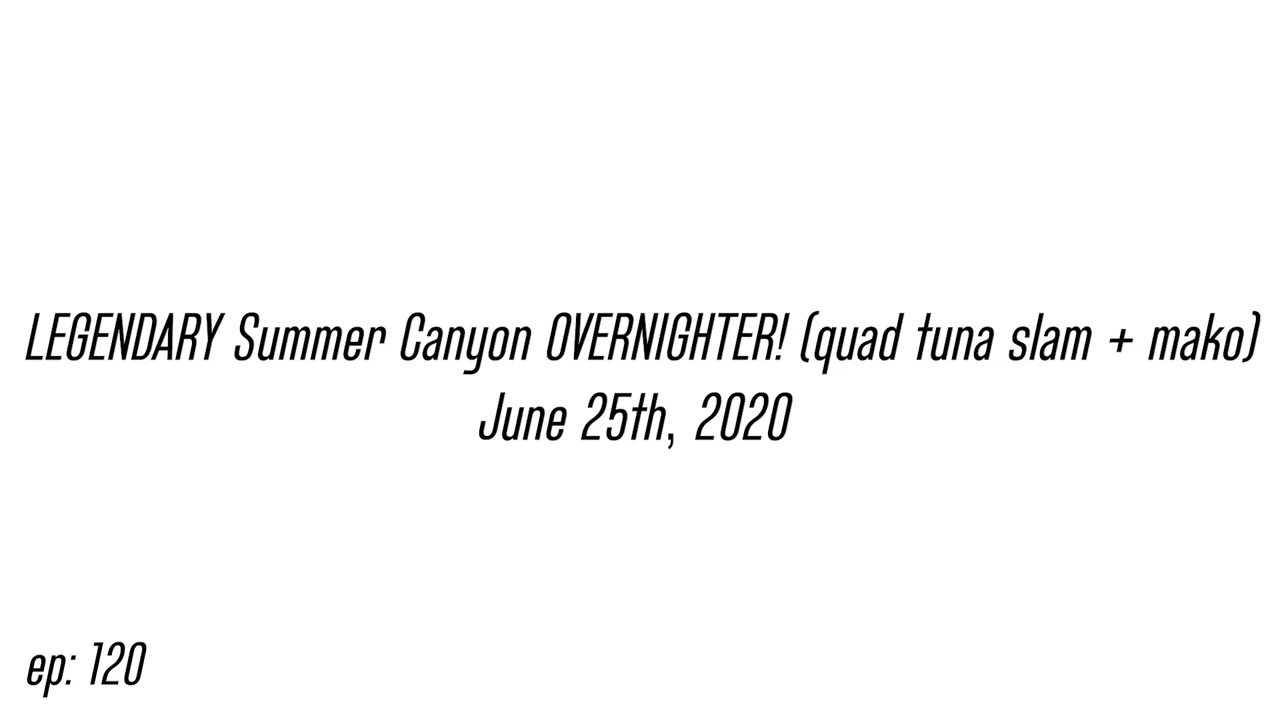 LEGENDARY Summer Canyon OVERNIGHTER! (quad tuna slam + mako)
June 25th, 2020
ep: 120